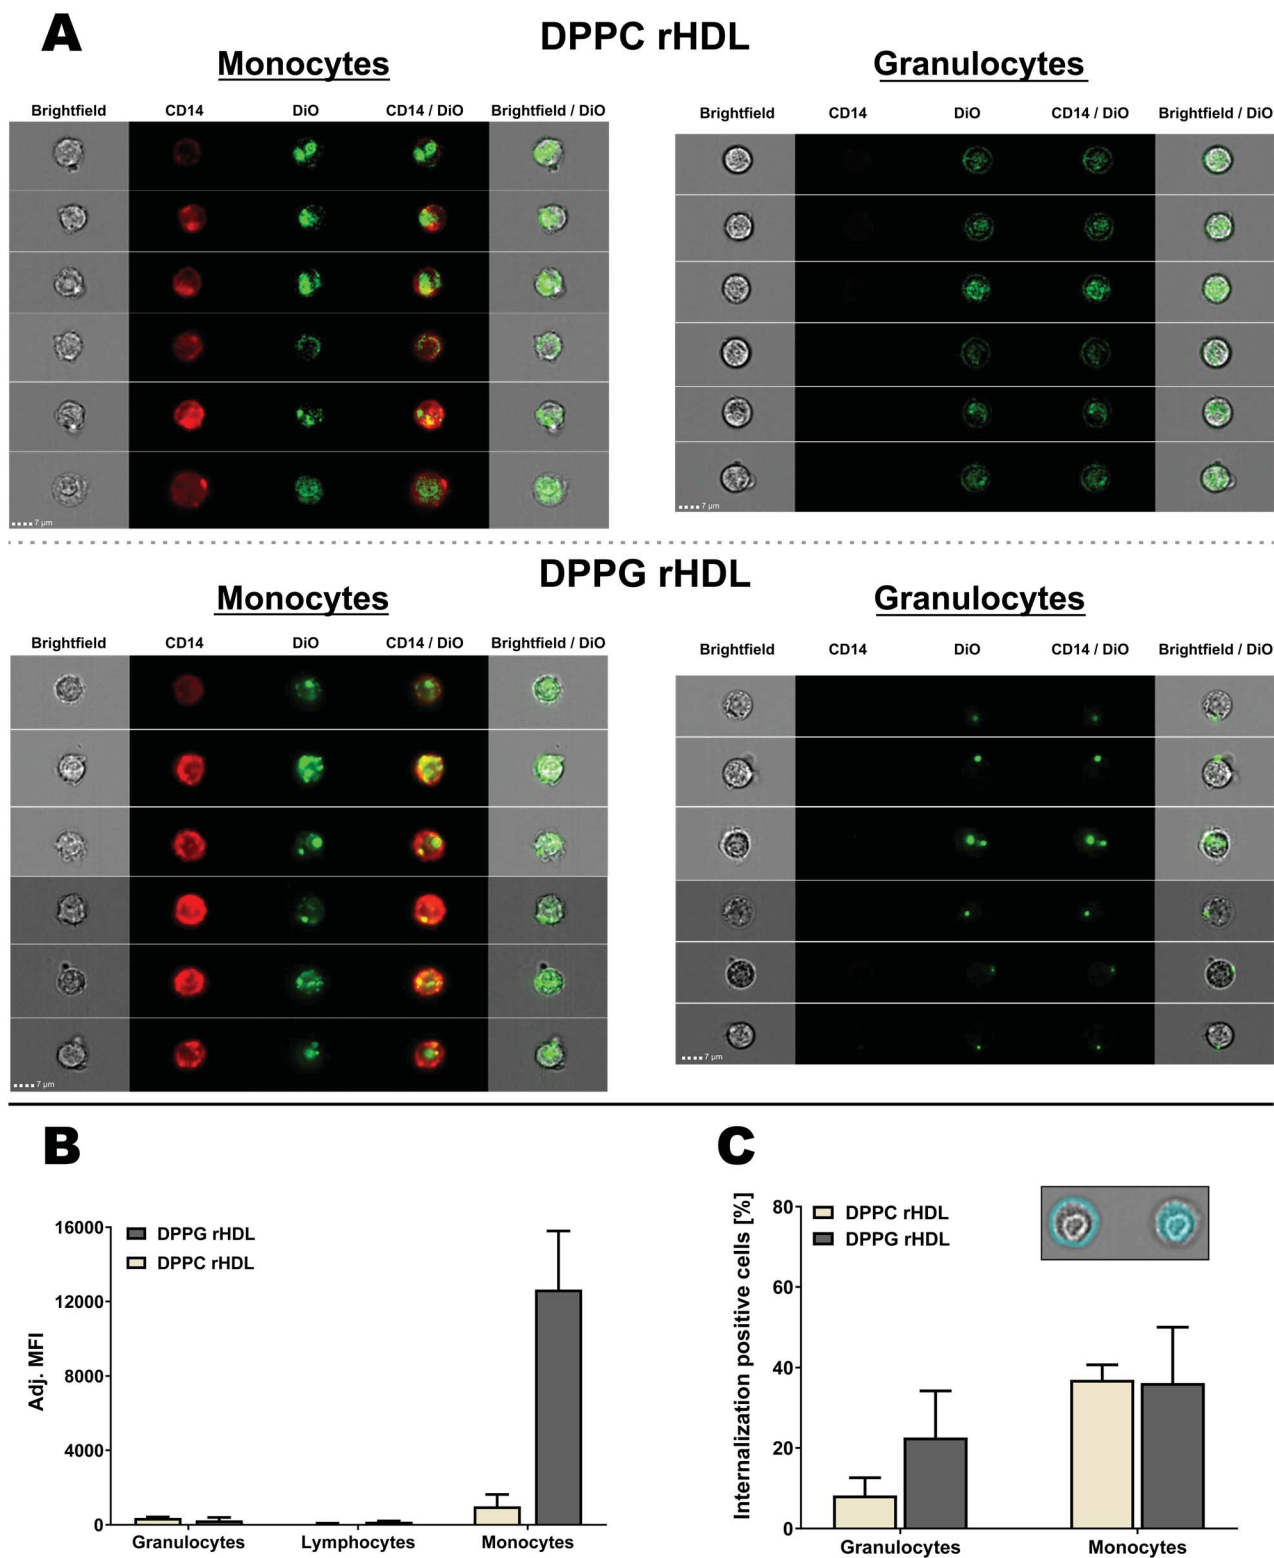 A
DPPC rHDL
Monocytes
Granulocytes
Brightfield CD14 DiO CD14 / DiO Brightfield / DiO
Brightfield CD14 DiO CD14 / DiO Brightfield / DiO
7 µm
7 µm
DPPG rHDL
Monocytes
Granulocytes
Brightfield CD14 DiO CD14 / DiO Brightfield / DiO
Brightfield CD14 DiO CD14 / DiO Brightfield / DiO
7 µm
7 µm
B
Adj. MFI
16000
12000
8000
4000
0
DPPG rHDL
DPPC rHDL
Granulocytes Lymphocytes Monocytes
C
Internalization positive cells [%]
80
60
40
20
0
DPPC rHDL
DPPG rHDL
Granulocytes Monocytes